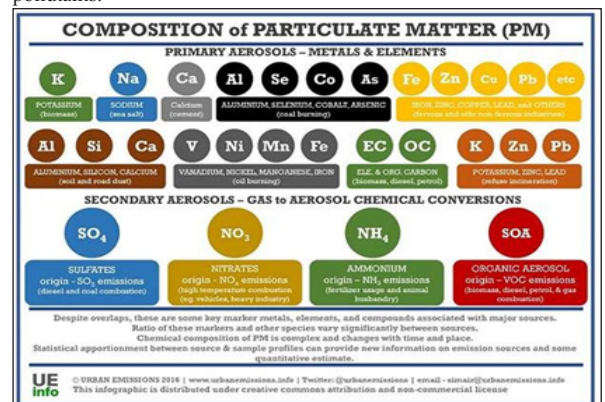 COMPOSITION of PARTICULATE MATTER (PM)
PRIMARY AEROSOLS – METALS & ELEMENTS
K Na Ca Al Se Co As Fe Zn Cu Pb etc
POTASSIUM
(biomass)
SODIUM
(sea salt)
Calcium
(cement)
ALUMINIUM, SELENIUM, COBALT, ARSENIC
(coal burning)
IRON, ZINC, COPPER, LEAD, and OTHERS
(ferrous and othr non-ferrous industries)
Al Si Ca V Ni Mn Fe EC OC K Zn Pb
ALUMINIUM, SILICON, CALCIUM
(soil and road dust)
VANADIUM, NICKEL, MANGANESE, IRON
(oil burning)
ELE. & ORG. CARBON
(biomass, diesel, petrol)
POTASSIUM, ZINC, LEAD
(refuse incineration)
SECONDARY AEROSOLS – GAS to AEROSOL CHEMICAL CONVERSIONS
SO₄ NO₃ NH₄ SOA
SULFATES
origin - SO₂ emissions
(diesel and coal combustion)
NITRATES
origin - NOₓ emissions
(high temperature combustion
(eg. vehicles, heavy industry)
AMMONIUM
origin – NH₃ emissions
(fertilizer usage and animal
husbandry)
ORGANIC AEROSOL
origin – VOC emissions
(biomass, diesel, petrol, & gas
combustion)
Despite overlaps, these are some key marker metals, elements, and compounds associated with major sources.
Ratio of these markers and other species vary significantly between sources.
Chemical composition of PM is complex and changes with time and place.
Statistical apportionment between source & sample profiles can provide new information on emission sources and some
quantitative estimate.
UE
info
© URBAN EMISSIONS 2016 | www.urbanemissions.info | Twitter: @urbanemissions | email - simair@urbanemissions.info
This infographic is distributed under creative commons attribution and non-commercial license